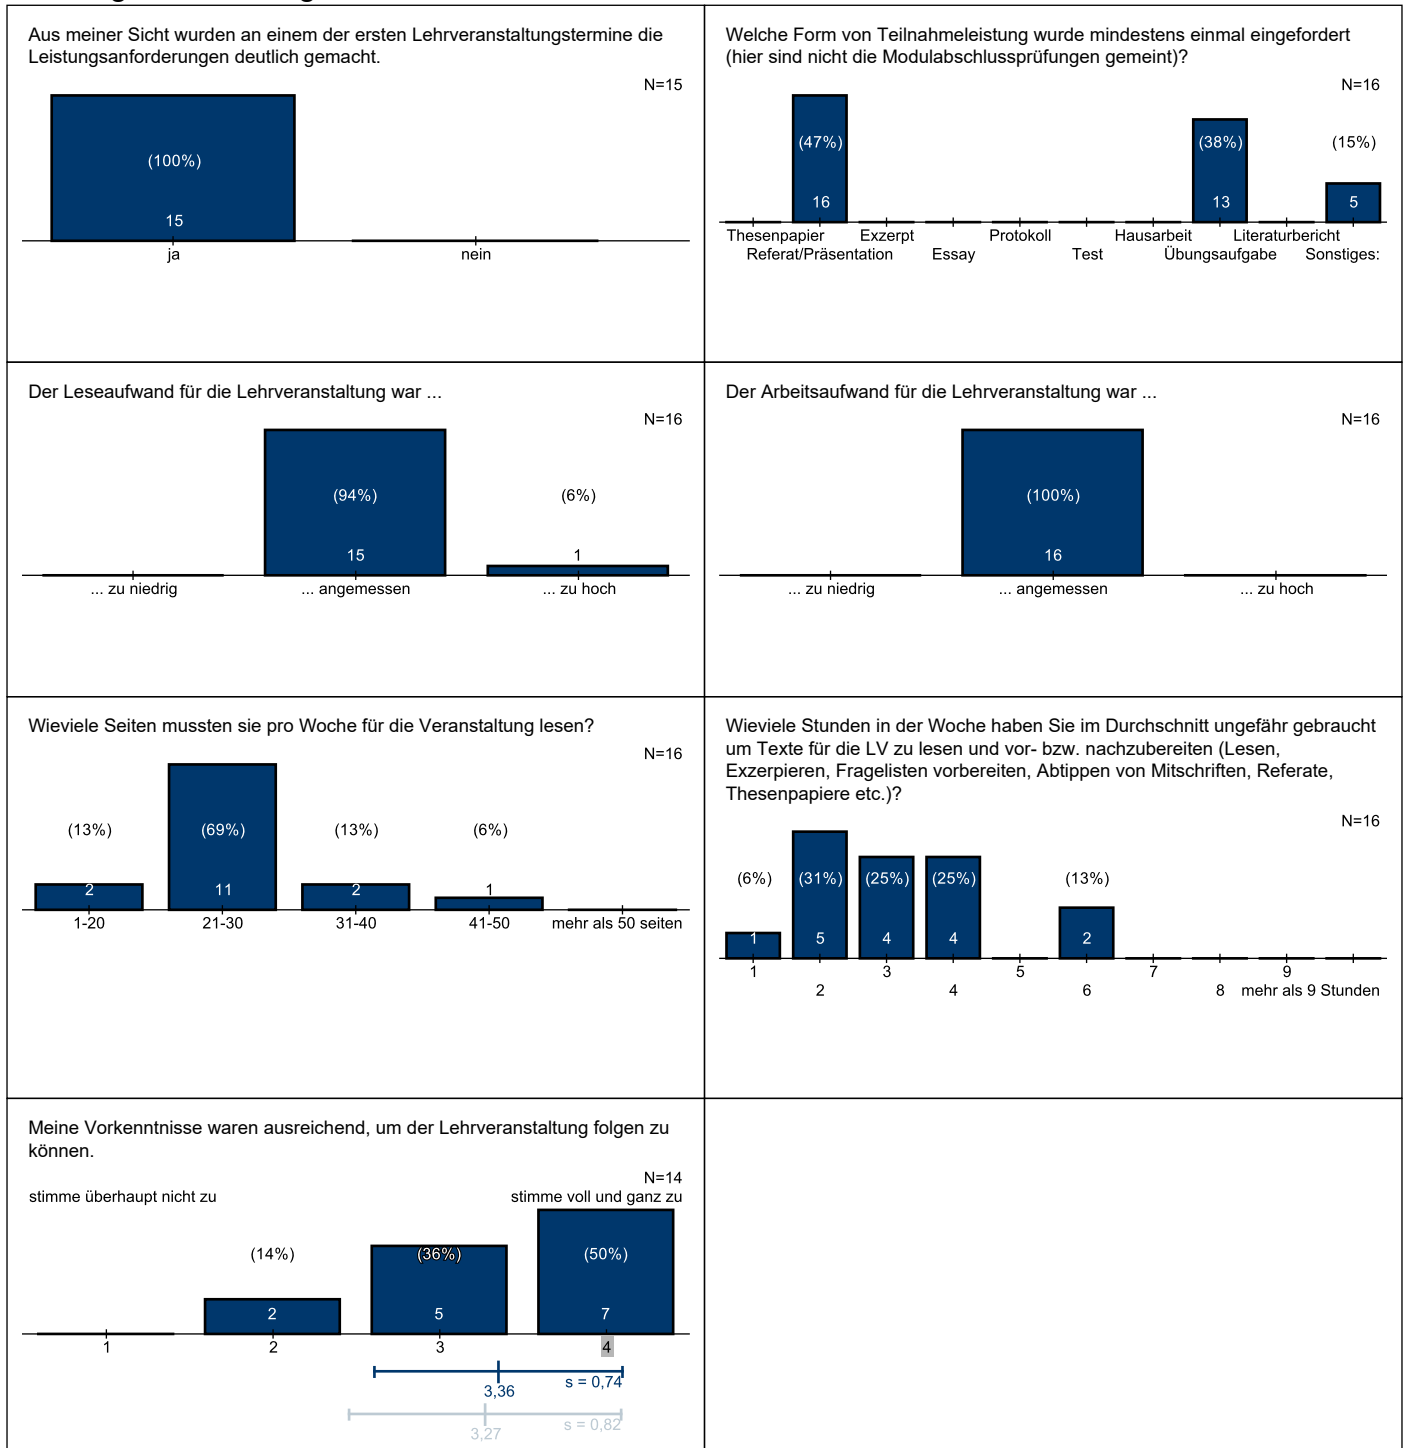 Aus meiner Sicht wurden an einem der ersten Lehrveranstaltungstermine die
Leistungsanforderungen deutlich gemacht.
N=15
(100%)
15
ja nein
Welche Form von Teilnahmeleistung wurde mindestens einmal eingefordert
(hier sind nicht die Modulabschlussprüfungen gemeint)?
N=16
(47%) (38%) (15%)
16 13 5
Thesenpapier Exzerpt Protokoll Hausarbeit Literaturbericht
Referat/Präsentation Essay Test Übungsaufgabe Sonstiges:
Der Leseaufwand für die Lehrveranstaltung war ...
N=16
(94%) (6%)
15 1
... zu niedrig ... angemessen ... zu hoch
Der Arbeitsaufwand für die Lehrveranstaltung war ...
N=16
(100%)
16
... zu niedrig ... angemessen ... zu hoch
Wieviele Seiten mussten sie pro Woche für die Veranstaltung lesen?
N=16
(13%) (69%) (13%) (6%)
2 11 2 1
1-20 21-30 31-40 41-50 mehr als 50 seiten
Wieviele Stunden in der Woche haben Sie im Durchschnitt ungefähr gebraucht
um Texte für die LV zu lesen und vor- bzw. nachzubereiten (Lesen,
Exzerpieren, Fragelisten vorbereiten, Abtippen von Mitschriften, Referate,
Thesenpapiere etc.)?
N=16
(6%) (31%) (25%) (25%) (13%)
1 5 4 4 2
1 3 5 7 9
2 4 6 8 mehr als 9 Stunden
Meine Vorkenntnisse waren ausreichend, um der Lehrveranstaltung folgen zu
können.
N=14
stimme überhaupt nicht zu stimme voll und ganz zu
(14%) (36%) (50%)
2 5 7
1 2 3 4
3,36 s = 0,74
3,27 s = 0,82